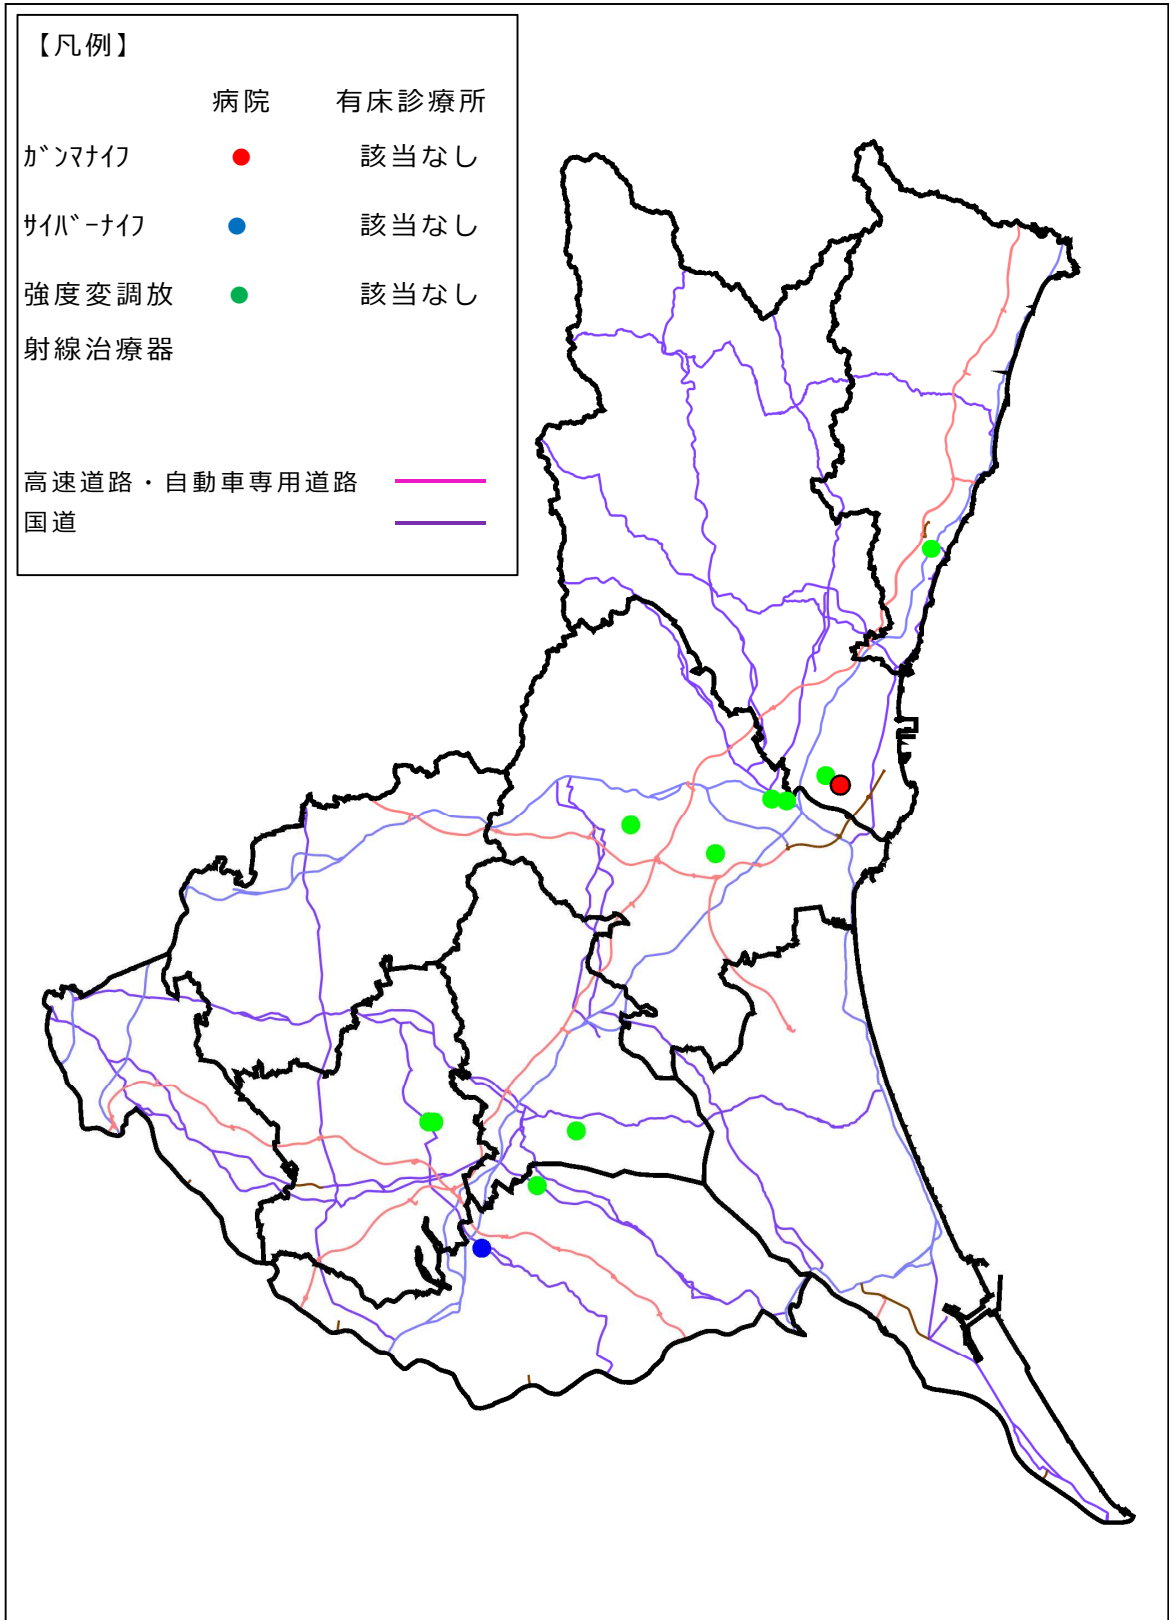 【凡例】
病院 有床診療所
ｶﾞﾝﾏﾅｲﾌ 該当なし
ｻｲﾊﾞｰﾅｲﾌ 該当なし
強度変調放 該当なし
射線治療器
高速道路・自動車専用道路
国道